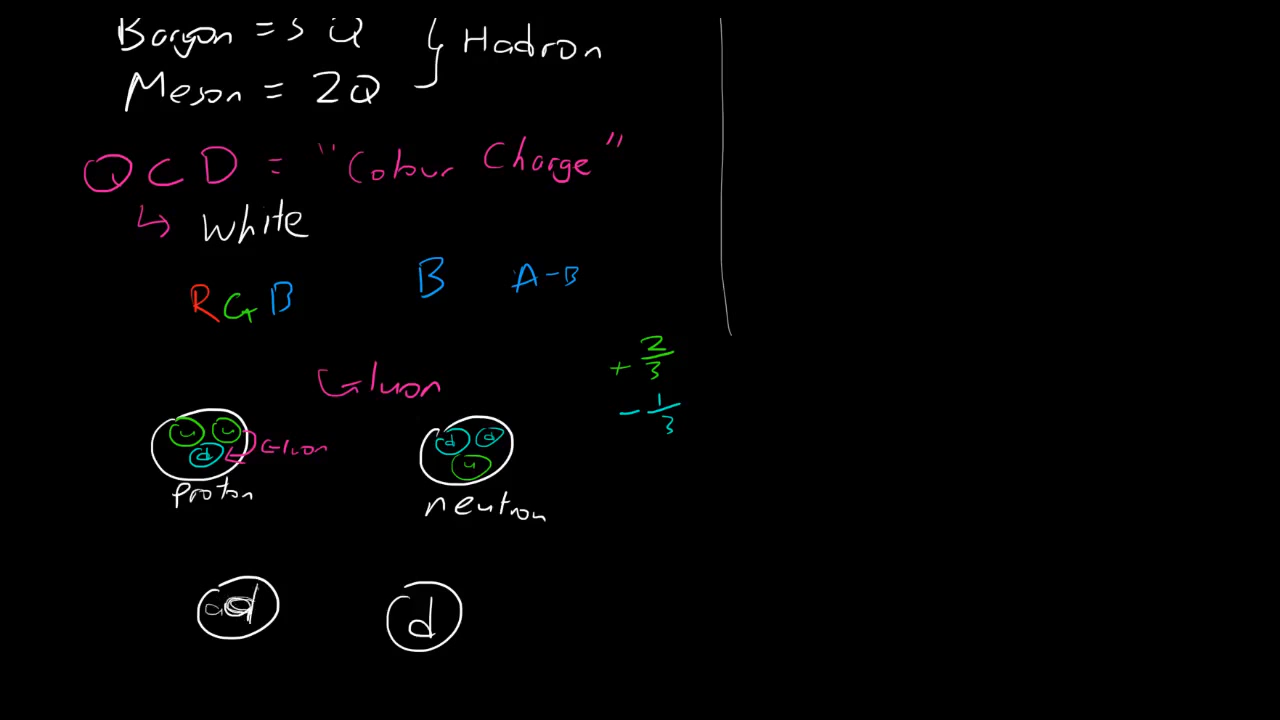 Baryon = 3 Q
} Hadron
Meson = 2Q
QCD = "Colour Charge"
↳ White
RGB B A-B
+ 2/3
Gluon
- 1/3
u u d Gluon
d d u
proton
neutron
d d